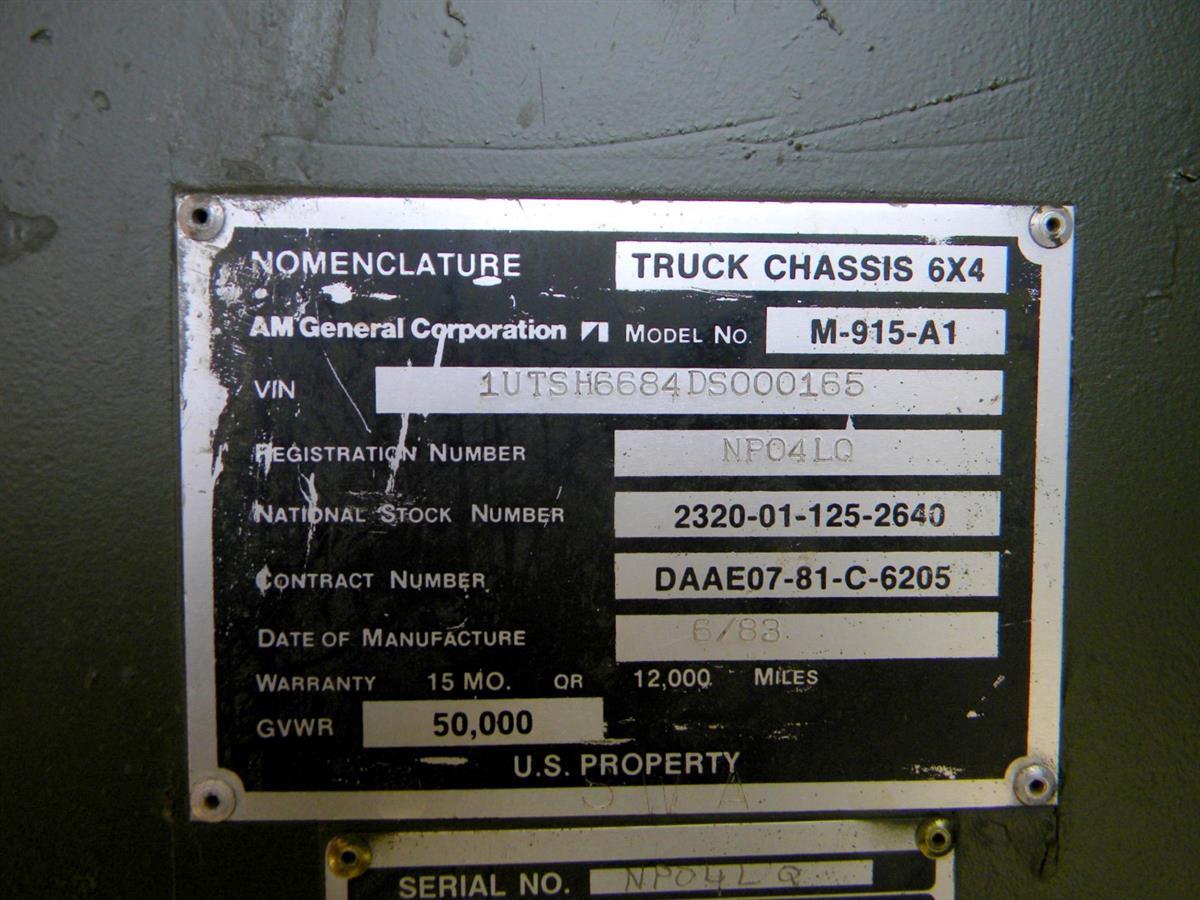 NOMENCLATURE TRUCK CHASSIS 6X4
AM General Corporation MODEL NO. M-915-A1
VIN 1UTSH6684DS000165
REGISTRATION NUMBER NP04LQ
NATIONAL STOCK NUMBER 2320-01-125-2640
CONTRACT NUMBER DAAE07-81-C-6205
DATE OF MANUFACTURE 6/83
WARRANTY 15 MO. OR 12,000 MILES
GVWR 50,000
U.S. PROPERTY
S W A
SERIAL NO. NP04LQ